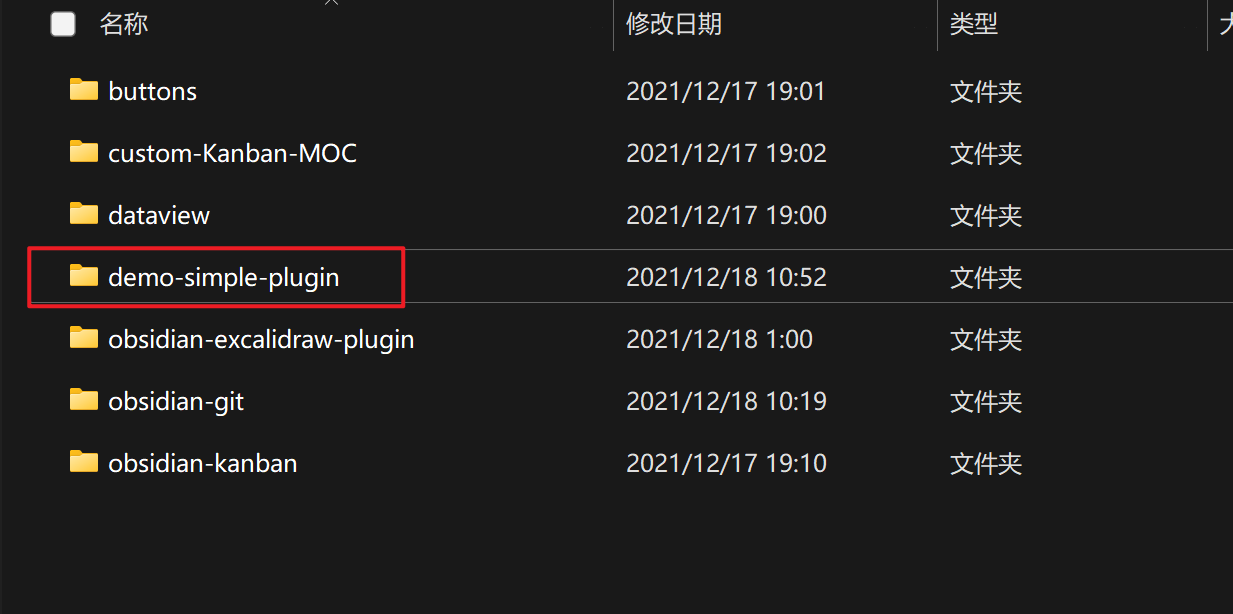 名称 修改日期 类型 大
buttons 2021/12/17 19:01 文件夹
custom-Kanban-MOC 2021/12/17 19:02 文件夹
dataview 2021/12/17 19:00 文件夹
demo-simple-plugin 2021/12/18 10:52 文件夹
obsidian-excalidraw-plugin 2021/12/18 1:00 文件夹
obsidian-git 2021/12/18 10:19 文件夹
obsidian-kanban 2021/12/17 19:10 文件夹